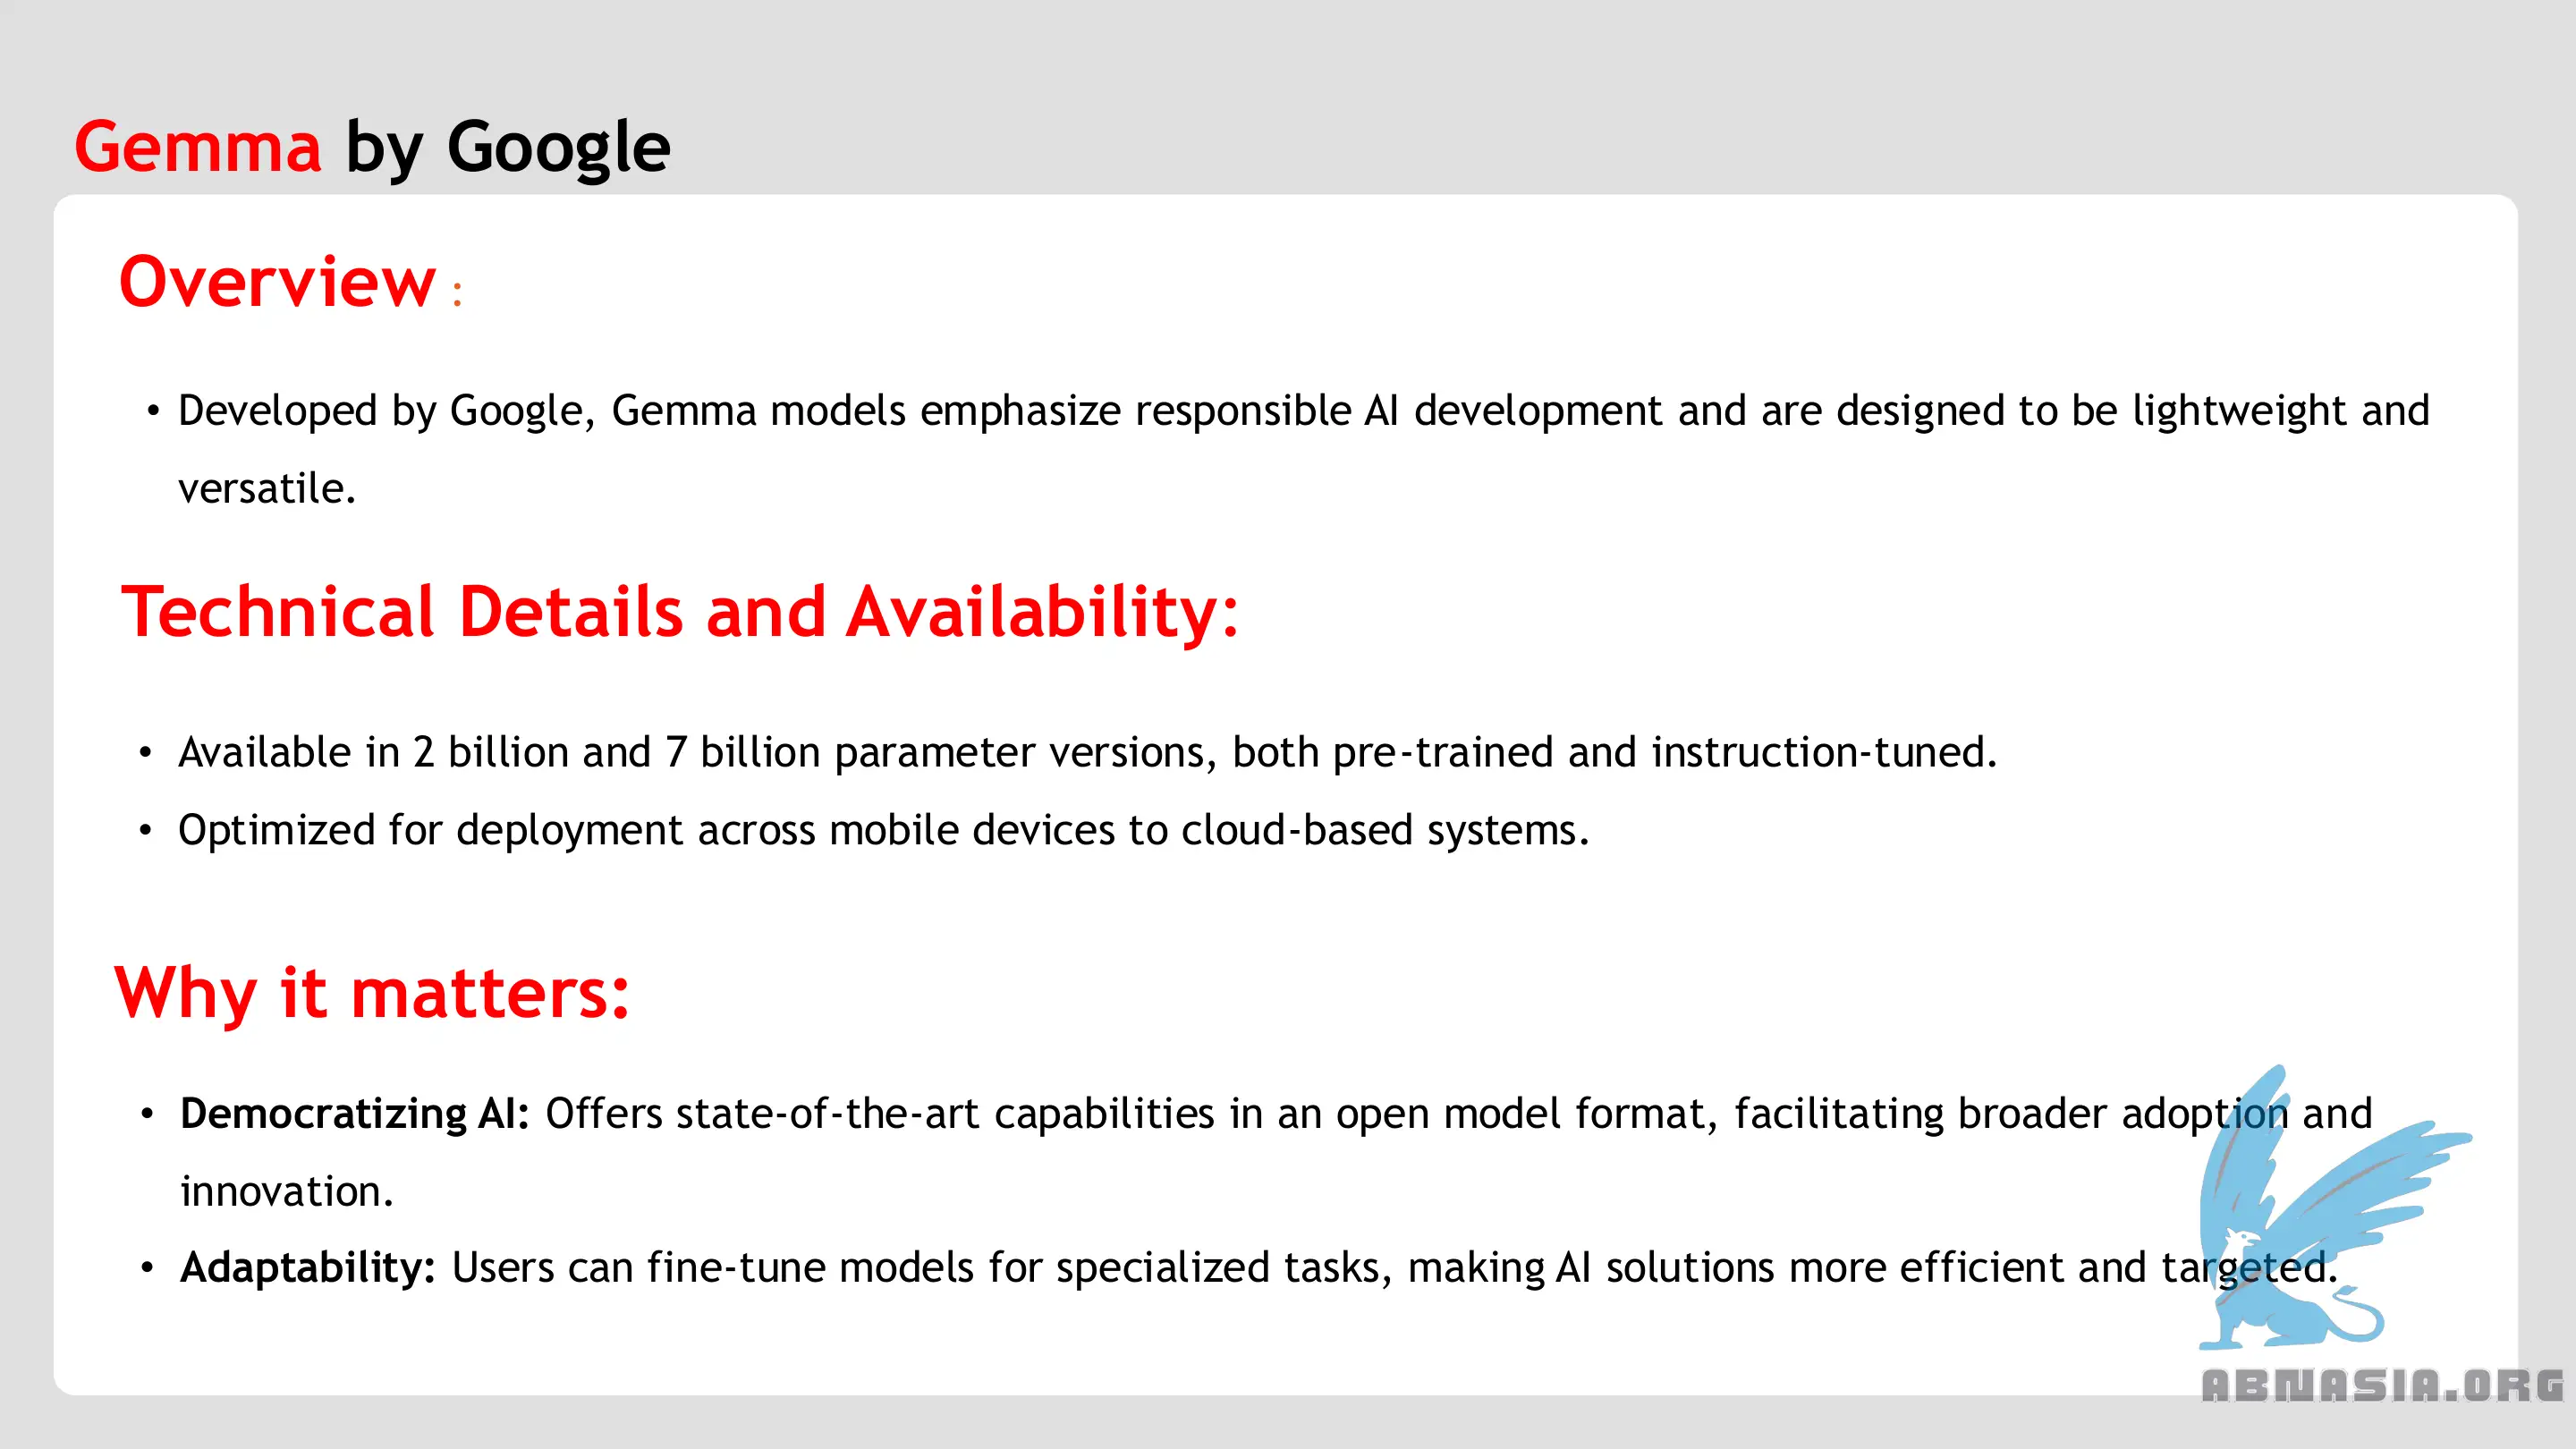 Gemma by Google
Overview :
• Developed by Google, Gemma models emphasize responsible AI development and are designed to be lightweight and
versatile.
Technical Details and Availability:
• Available in 2 billion and 7 billion parameter versions, both pre-trained and instruction-tuned.
• Optimized for deployment across mobile devices to cloud-based systems.
Why it matters:
• Democratizing AI: Offers state-of-the-art capabilities in an open model format, facilitating broader adoption and
innovation.
• Adaptability: Users can fine-tune models for specialized tasks, making AI solutions more efficient and targeted.
ABNASIA.ORG